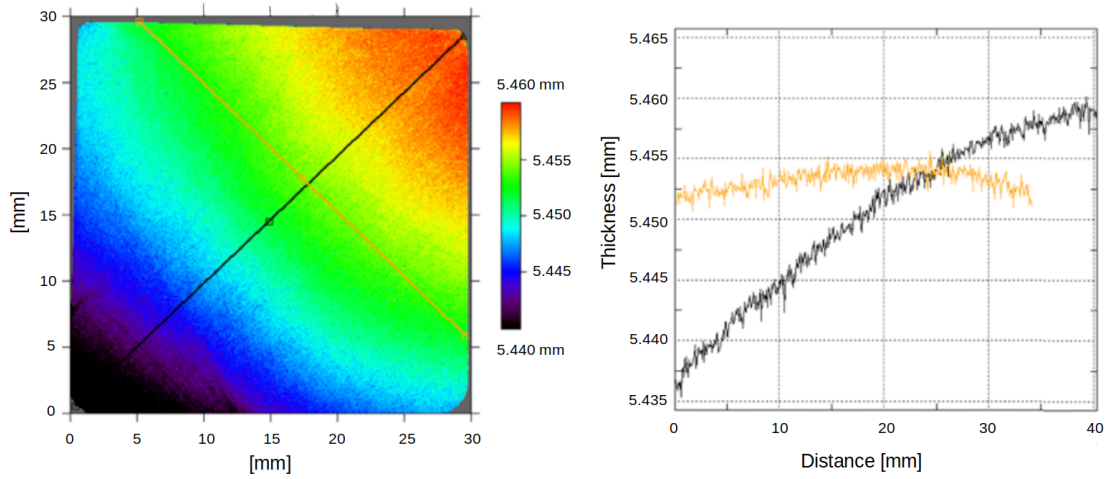 30
25
20
15
10
5
0
[mm]
0 5 10 15 20 25 30
[mm]
5.460 mm
5.455
5.450
5.445
5.440 mm
5.465
5.460
5.455
5.450
5.445
5.440
5.435
Thickness [mm]
0 10 20 30 40
Distance [mm]